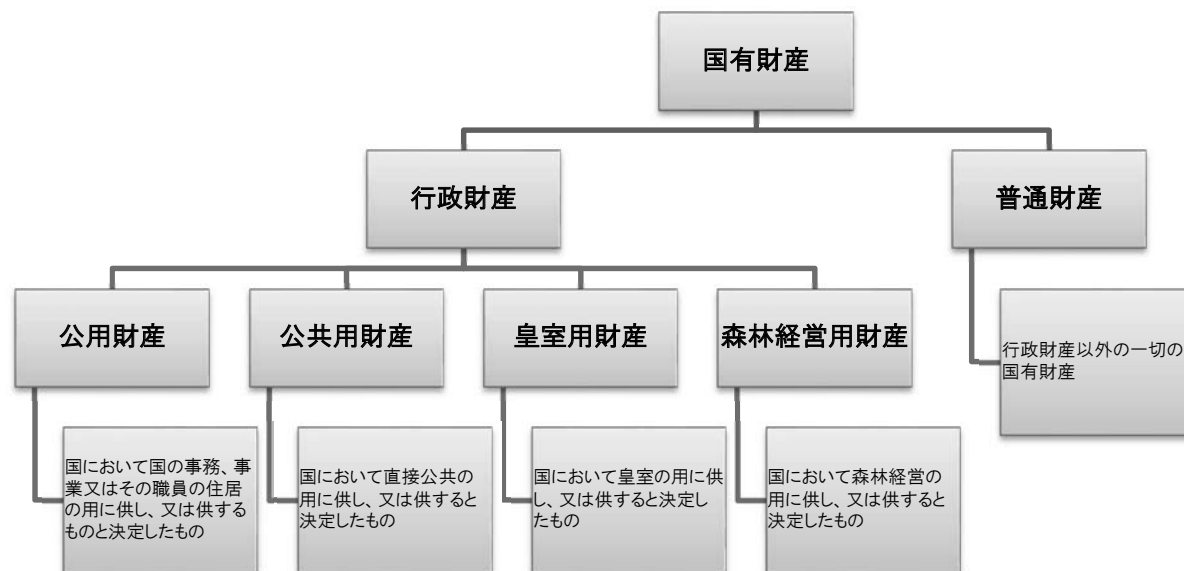 国有財産
行政財産
普通財産
公用財産
公共用財産
皇室用財産
森林経営用財産
行政財産以外の一切の
国有財産
国において国の事務、事
業又はその職員の住居
の用に供し、又は供する
ものと決定したもの
国において直接公共の
用に供し、又は供すると
決定したもの
国において皇室の用に供
し、又は供すると決定し
たもの
国において森林経営の
用に供し、又は供すると
決定したもの